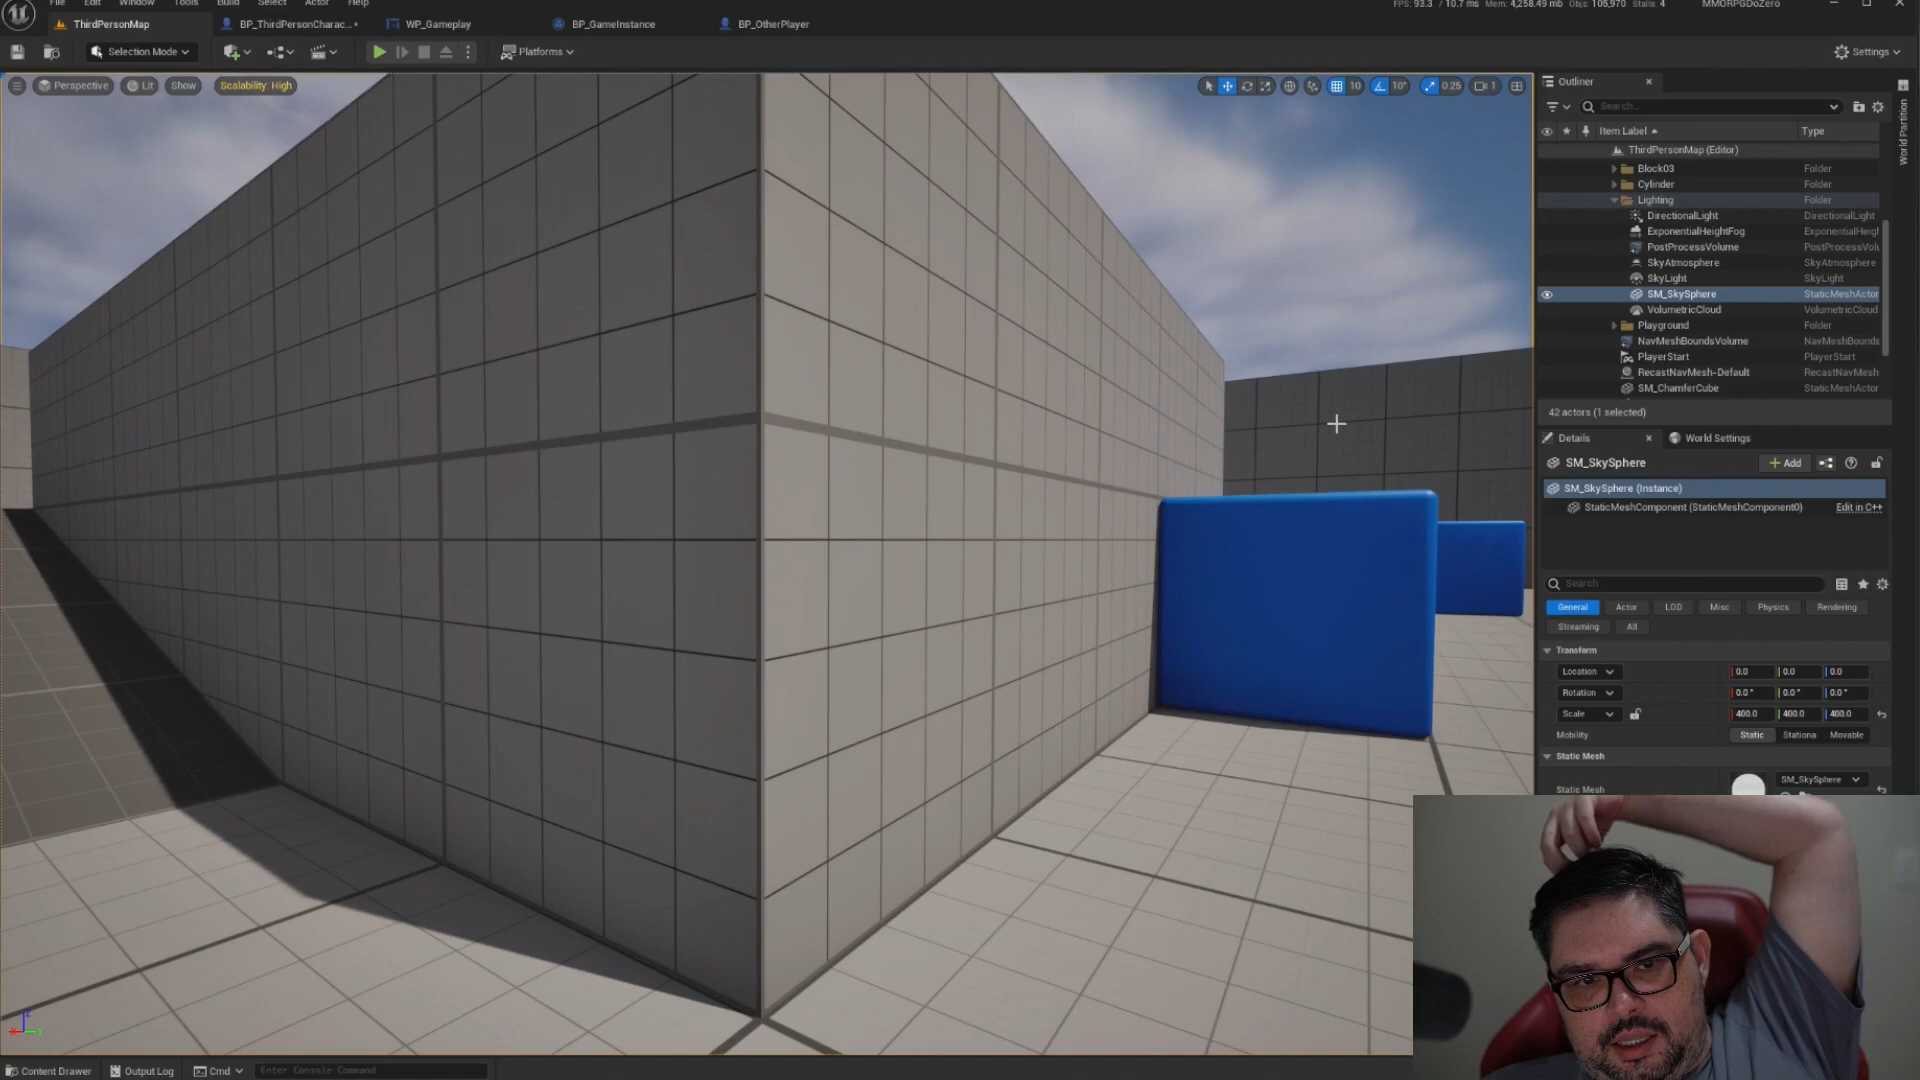 File Edit Window Tools Build Select Actor Help
FPS: 93.3 / 10.7 ms Mem: 4,258.49 mb Objs: 105,970 Stalls: 4 MMORPGDoZero
ThirdPersonMap BP_ThirdPersonCharac... WP_Gameplay BP_GameInstance BP_OtherPlayer
Selection Mode Platforms Settings
Perspective Lit Show Scalability: High 10 10° 0.25 1
Outliner
Search...
World Partition
Item Label Type
ThirdPersonMap (Editor)
Block03 Folder
Cylinder Folder
Lighting Folder
DirectionalLight DirectionalLight
ExponentialHeightFog ExponentialHeigh
PostProcessVolume PostProcessVolu
SkyAtmosphere SkyAtmosphere
SkyLight SkyLight
SM_SkySphere StaticMeshActor
VolumetricCloud VolumetricCloud
Playground Folder
NavMeshBoundsVolume NavMeshBounds
PlayerStart PlayerStart
RecastNavMesh-Default RecastNavMesh
SM_ChamferCube StaticMeshActor
42 actors (1 selected)
Details World Settings
SM_SkySphere Add
SM_SkySphere (Instance)
StaticMeshComponent (StaticMeshComponent0) Edit in C++
Search
General Actor LOD Misc Physics Rendering
Streaming All
Transform
Location 0.0 0.0 0.0
Rotation 0.0° 0.0° 0.0°
Scale 400.0 400.0 400.0
Mobility Static Stationa Movable
Static Mesh
SM_SkySphere
Static Mesh
Z
X Y
Content Drawer Output Log Cmd Enter Console Command